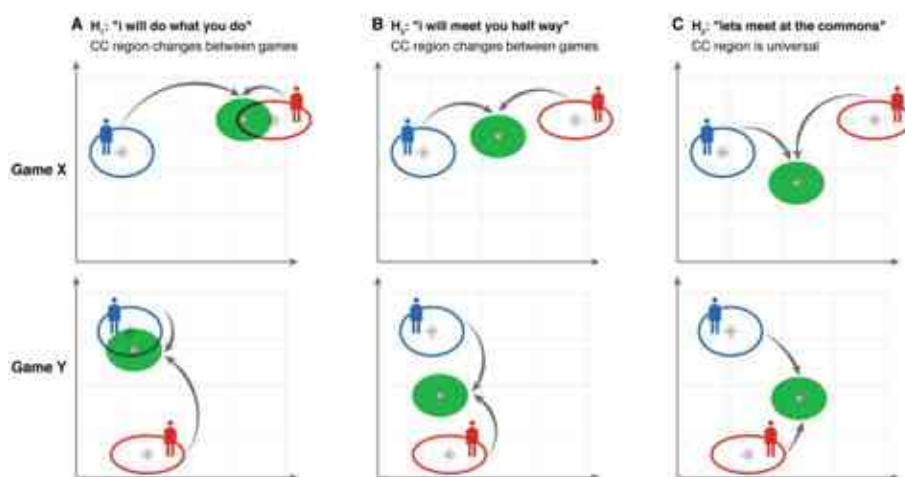 A H₁: "i will do what you do"
CC region changes between games
B H₂: "i will meet you half way"
CC region changes between games
C H₃: "lets meet at the commons"
CC region is universal
Game X
Game Y